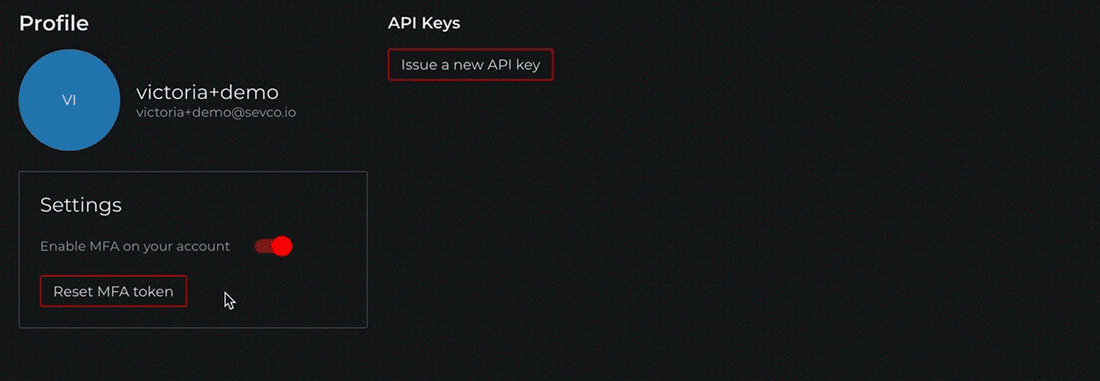 Profile
VI
victoria+demo
victoria+demo@sevco.io
Settings
Enable MFA on your account
Reset MFA token
API Keys
Issue a new API key